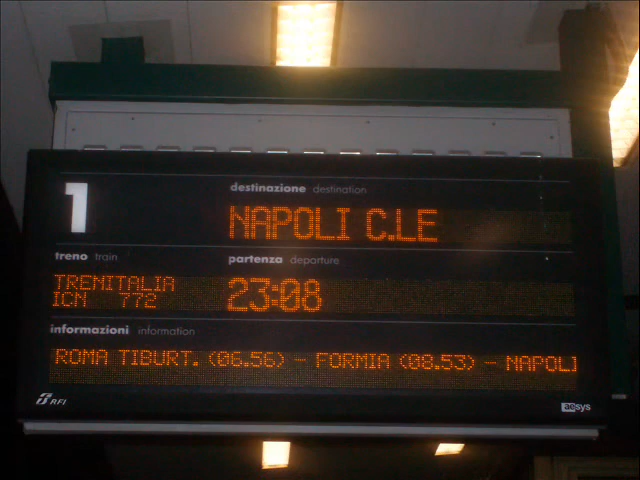 1
destinazione destination
NAPOLI C.LE
treno train
partenza departure
TRENITALIA
ICN 772
23:08
informazioni information
ROMA TIBURT. (06.56) - FORMIA (08.53) - NAPOLI
RFI
aesys